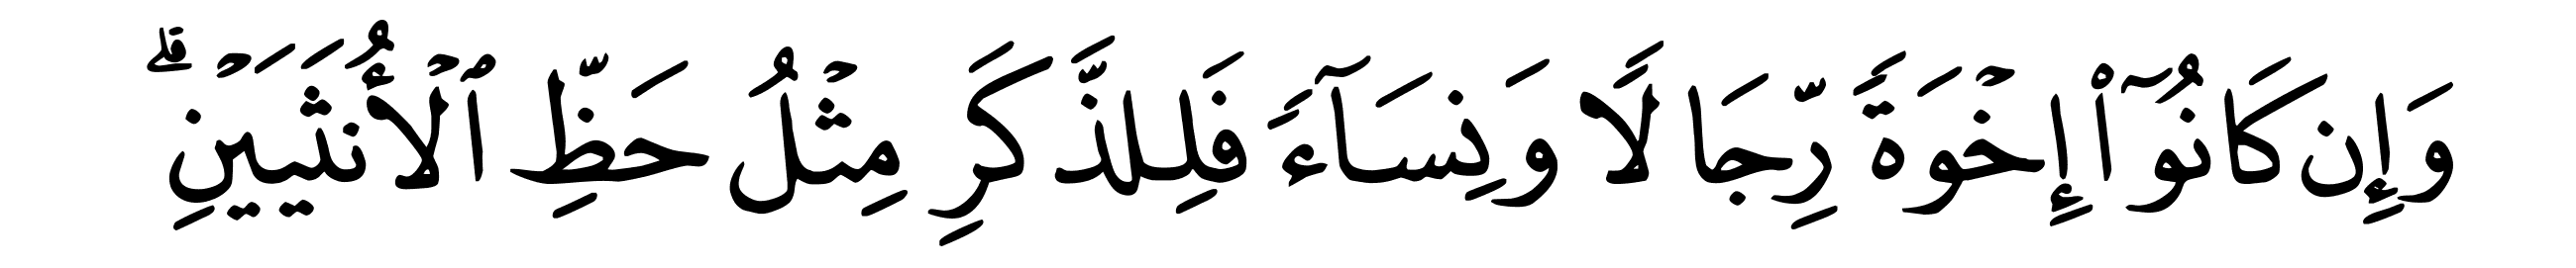 وَإِن كَانُوٓا۟ إِخْوَةً رِّجَالًا وَنِسَآءً فَلِلذَّكَرِ مِثْلُ حَظِّ ٱلْأُنثَيَيْنِ ۗ